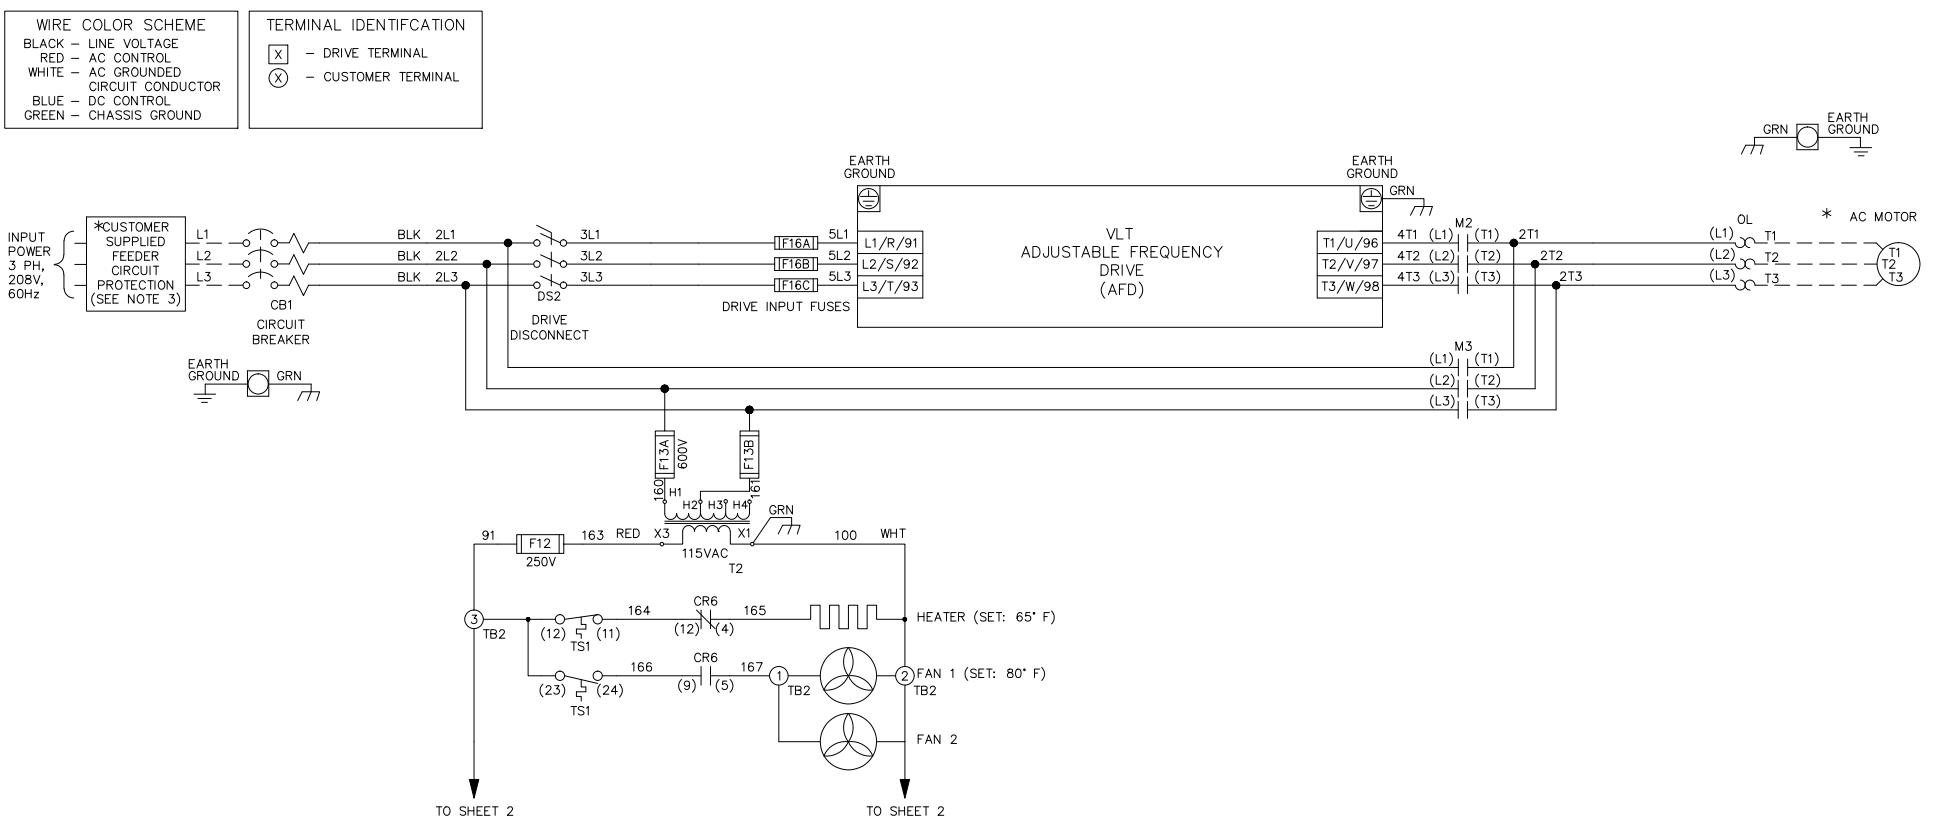 WIRE COLOR SCHEME
BLACK – LINE VOLTAGE
RED – AC CONTROL
WHITE – AC GROUNDED
CIRCUIT CONDUCTOR
BLUE – DC CONTROL
GREEN – CHASSIS GROUND
TERMINAL IDENTIFCATION
X – DRIVE TERMINAL
X – CUSTOMER TERMINAL
GRN
EARTH
GROUND
INPUT
POWER
3 PH,
208V,
60Hz
*CUSTOMER
SUPPLIED
FEEDER
CIRCUIT
PROTECTION
(SEE NOTE 3)
L1
L2
L3
CB1
CIRCUIT
BREAKER
BLK 2L1
BLK 2L2
BLK 2L3
DS2
DRIVE
DISCONNECT
3L1
3L2
3L3
F16A
F16B
F16C
DRIVE INPUT FUSES
5L1
5L2
5L3
EARTH
GROUND
L1/R/91
L2/S/92
L3/T/93
VLT
ADJUSTABLE FREQUENCY
DRIVE
(AFD)
EARTH
GROUND
GRN
T1/U/96
T2/V/97
T3/W/98
4T1 (L1) M2 (T1) 2T1
4T2 (L2) (T2) 2T2
4T3 (L3) (T3) 2T3
OL
(L1) T1
(L2) T2
(L3) T3
* AC MOTOR
T1
T2
T3
M3
(L1) (T1)
(L2) (T2)
(L3) (T3)
EARTH
GROUND GRN
F13A
600V
F13B
160
161
H1
H2 H3 H4
GRN
91 F12 163 RED X3 X1 100 WHT
250V
115VAC
T2
3
TB2
(12) (11)
TS1
164
CR6
(12) (4)
165
HEATER (SET: 65° F)
(23) (24)
TS1
166
CR6
(9) (5)
167
1
TB2
2
TB2
FAN 1 (SET: 80° F)
FAN 2
TO SHEET 2
TO SHEET 2